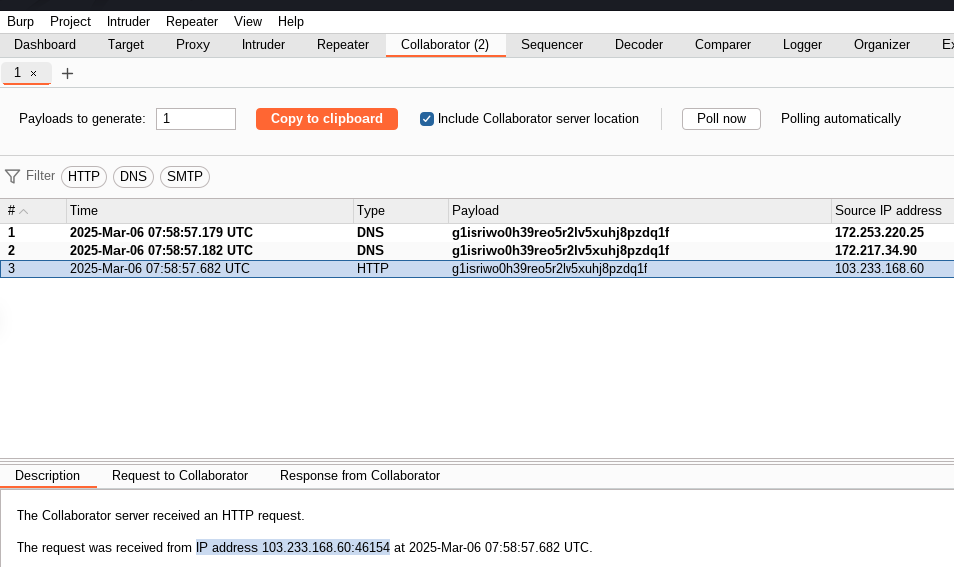 Burp Project Intruder Repeater View Help
Dashboard Target Proxy Intruder Repeater Collaborator (2) Sequencer Decoder Comparer Logger Organizer
1 × +
Payloads to generate: 1 Copy to clipboard Include Collaborator server location Poll now Polling automatically
Filter HTTP DNS SMTP
# Time Type Payload Source IP address
1 2025-Mar-06 07:58:57.179 UTC DNS g1isriwo0h39reo5r2lv5xuhj8pzdq1f 172.253.220.25
2 2025-Mar-06 07:58:57.182 UTC DNS g1isriwo0h39reo5r2lv5xuhj8pzdq1f 172.217.34.90
3 2025-Mar-06 07:58:57.682 UTC HTTP g1isriwo0h39reo5r2lv5xuhj8pzdq1f 103.233.168.60
Description Request to Collaborator Response from Collaborator
The Collaborator server received an HTTP request.
The request was received from IP address 103.233.168.60:46154 at 2025-Mar-06 07:58:57.682 UTC.